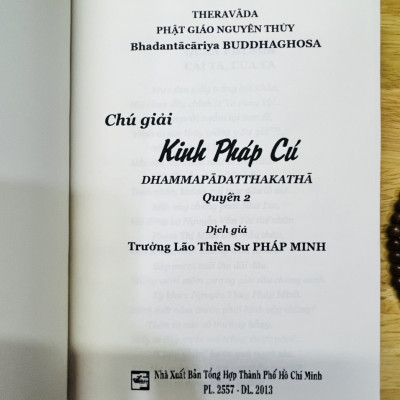 THERAVĀDA
PHẬT GIÁO NGUYÊN THỦY
Bhadantācāriya BUDDHAGHOSA
Chú giải
Kinh Pháp Cú
DHAMMAPĀDATTHAKATHĀ
Quyển 2
Dịch giả
Trưởng Lão Thiền Sư PHÁP MINH
Nhà Xuất Bản Tổng Hợp Thành Phố Hồ Chí Minh
PL. 2557 - DL. 2013